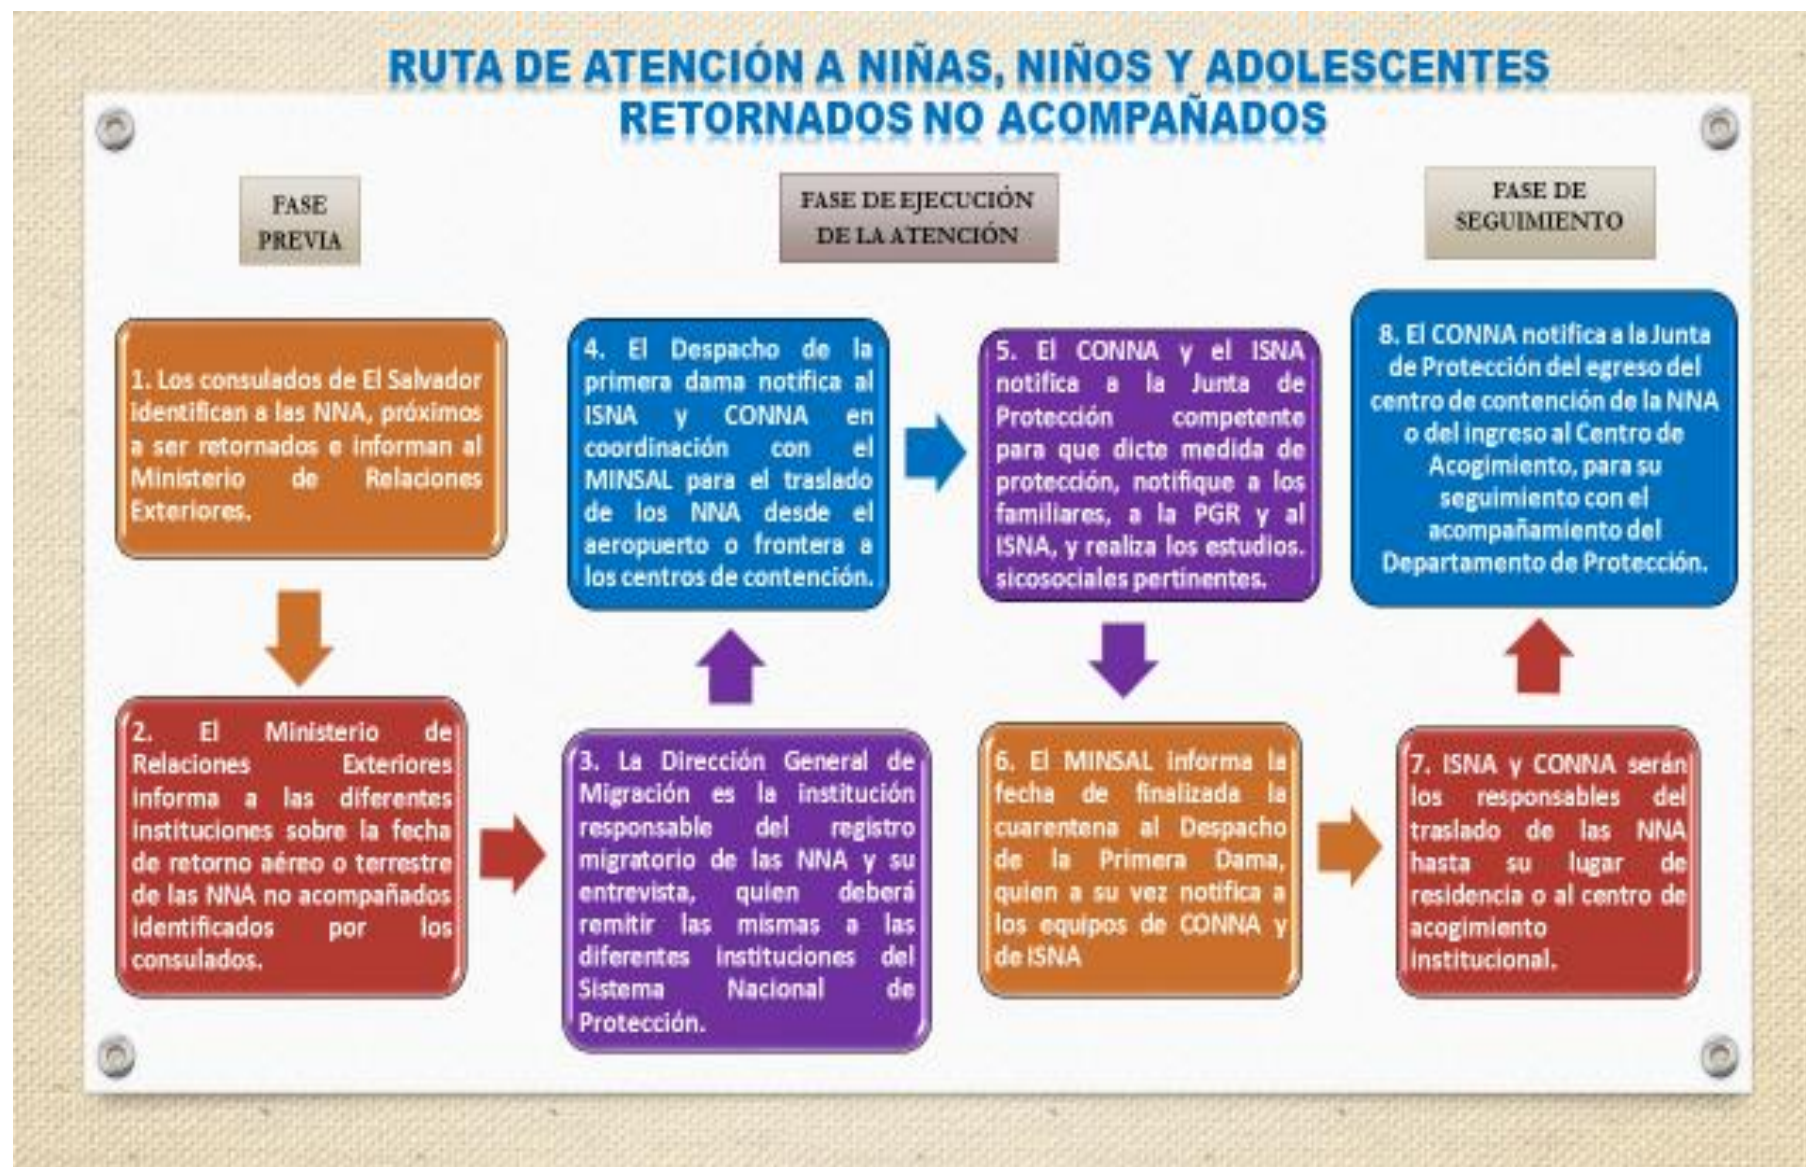 RUTA DE ATENCIÓN A NIÑAS, NIÑOS Y ADOLESCENTES
RETORNADOS NO ACOMPAÑADOS
FASE
PREVIA
1. Los consulados de El Salvador
identifican a las NNA, próximos
a ser retornados e informan al
Ministerio de Relaciones
Exteriores.
2. El Ministerio de
Relaciones Exteriores
informa a las diferentes
instituciones sobre la fecha
de retorno aéreo o terrestre
de las NNA no acompañados
identificados por los
consulados.
FASE DE EJECUCIÓN
DE LA ATENCIÓN
3. La Dirección General de
Migración es la institución
responsable del registro
migratorio de las NNA y su
entrevista, quien deberá
remitir las mismas a las
diferentes instituciones del
Sistema Nacional de
Protección.
4. El Despacho de la
primera dama notifica al
ISNA y CONNA en
coordinación con el
MINSAL para el traslado
de los NNA desde el
aeropuerto o frontera a
los centros de contención.
5. El CONNA y el ISNA
notifica a la Junta de
Protección competente
para que dicte medida de
protección, notifique a los
familiares, a la PGR y al
ISNA, y realiza los estudios.
sicosociales pertinentes.
6. El MINSAL informa la
fecha de finalizada la
cuarentena al Despacho
de la Primera Dama,
quien a su vez notifica a
los equipos de CONNA y
de ISNA
FASE DE
SEGUIMIENTO
7. ISNA y CONNA serán
los responsables del
traslado de las NNA
hasta su lugar de
residencia o al centro de
acogimiento
institucional.
8. El CONNA notifica a la Junta
de Protección del egreso del
centro de contención de la NNA
o del ingreso al Centro de
Acogimiento, para su
seguimiento con el
acompañamiento del
Departamento de Protección.